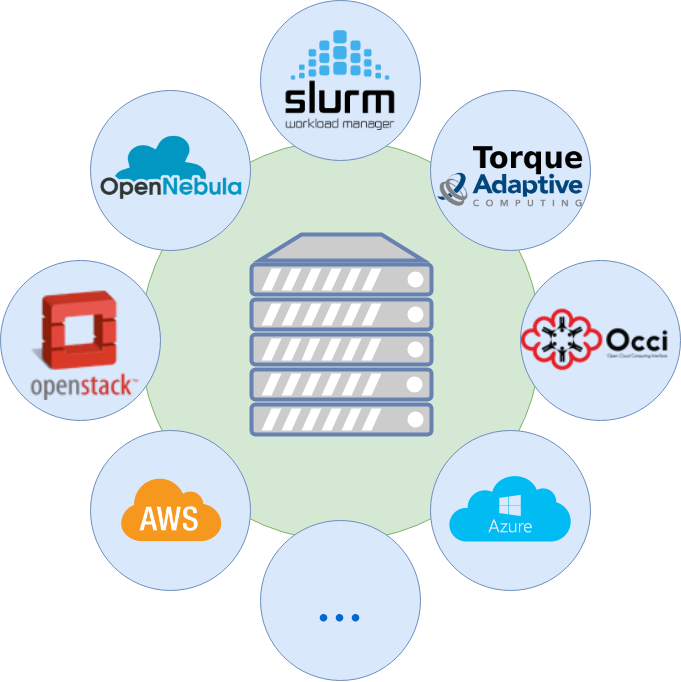 slurm
workload manager
OpenNebula
Torque
Adaptive
COMPUTING
openstack™
Occi
Open Cloud Computing Interface
AWS
Azure
...